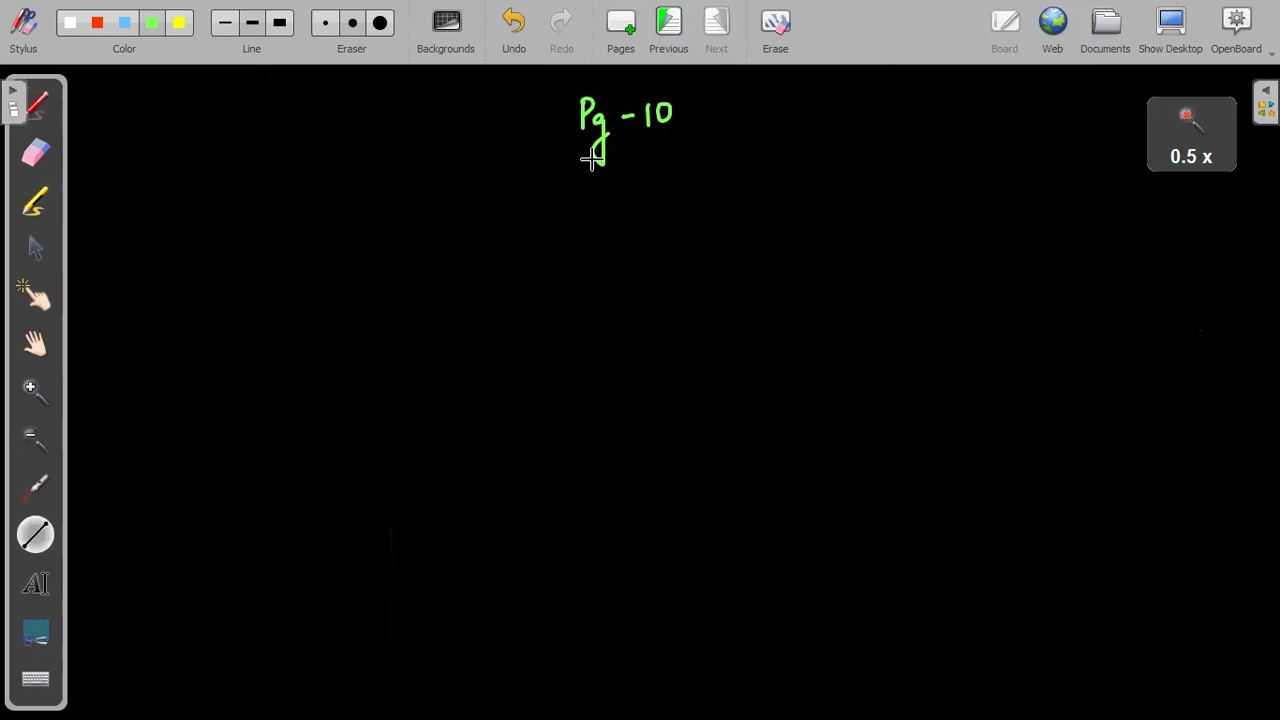 Stylus Color Line Eraser Backgrounds Undo Redo Pages Previous Next Erase Board Web Documents Show Desktop OpenBoard
Pg - 10
0.5 x
AI